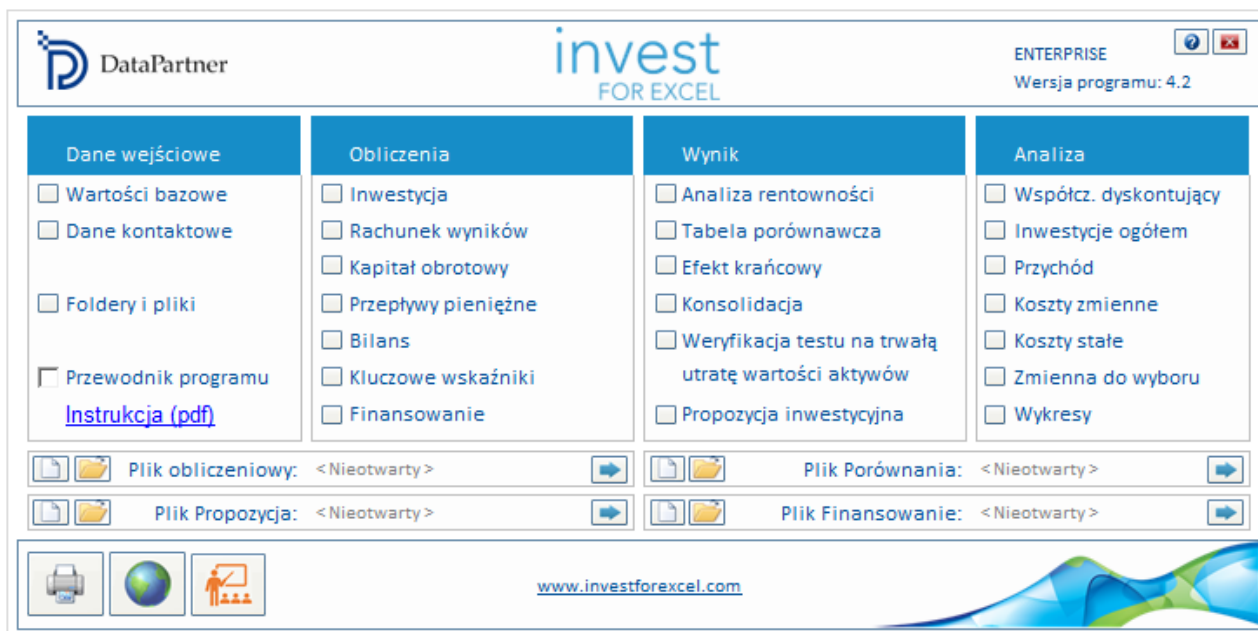 DataPartner
invest
FOR EXCEL
ENTERPRISE
Wersja programu: 4.2
Dane wejściowe
Wartości bazowe
Dane kontaktowe
Foldery i pliki
Przewodnik programu
Instrukcja (pdf)
Obliczenia
Inwestycja
Rachunek wyników
Kapitał obrotowy
Przepływy pieniężne
Bilans
Kluczowe wskaźniki
Finansowanie
Wynik
Analiza rentowności
Tabela porównawcza
Efekt krańcowy
Konsolidacja
Weryfikacja testu na trwałą
utratę wartości aktywów
Propozycja inwestycyjna
Analiza
Współcz. dyskontujący
Inwestycje ogółem
Przychód
Koszty zmienne
Koszty stałe
Zmienna do wyboru
Wykresy
Plik obliczeniowy: <Nieotwarty>
Plik Porównania: <Nieotwarty>
Plik Propozycja: <Nieotwarty>
Plik Finansowanie: <Nieotwarty>
www.investforexcel.com